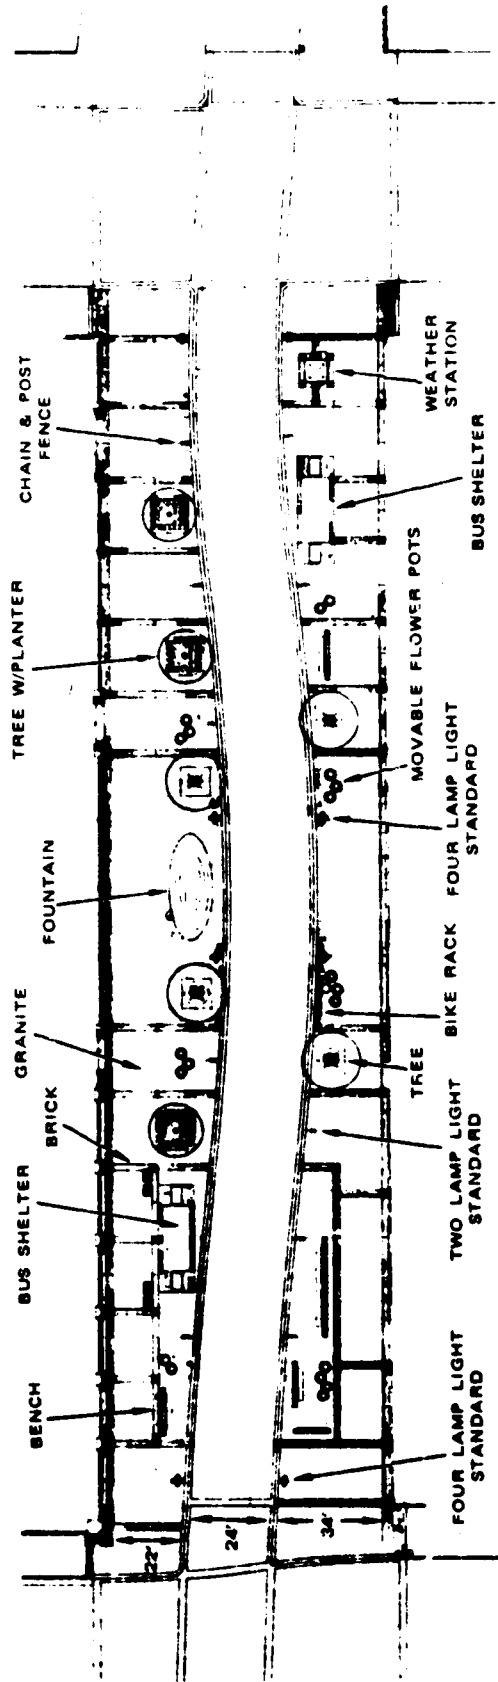 BENCH
BUS SHELTER
BRICK
GRANITE
FOUNTAIN
TREE W/PLANTER
CHAIN & POST
FENCE
22'
24'
34'
FOUR LAMP LIGHT
STANDARD
TWO LAMP LIGHT
STANDARD
TREE
BIKE RACK
FOUR LAMP LIGHT
STANDARD
MOVABLE FLOWER POTS
BUS SHELTER
WEATHER
STATION